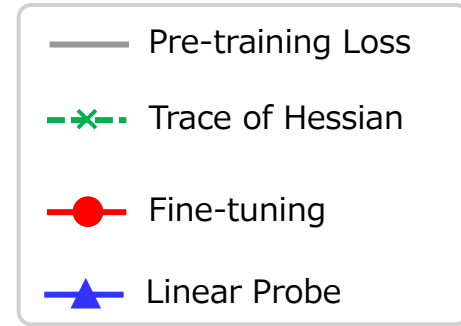 Pre-training Loss
Trace of Hessian
Fine-tuning
Linear Probe